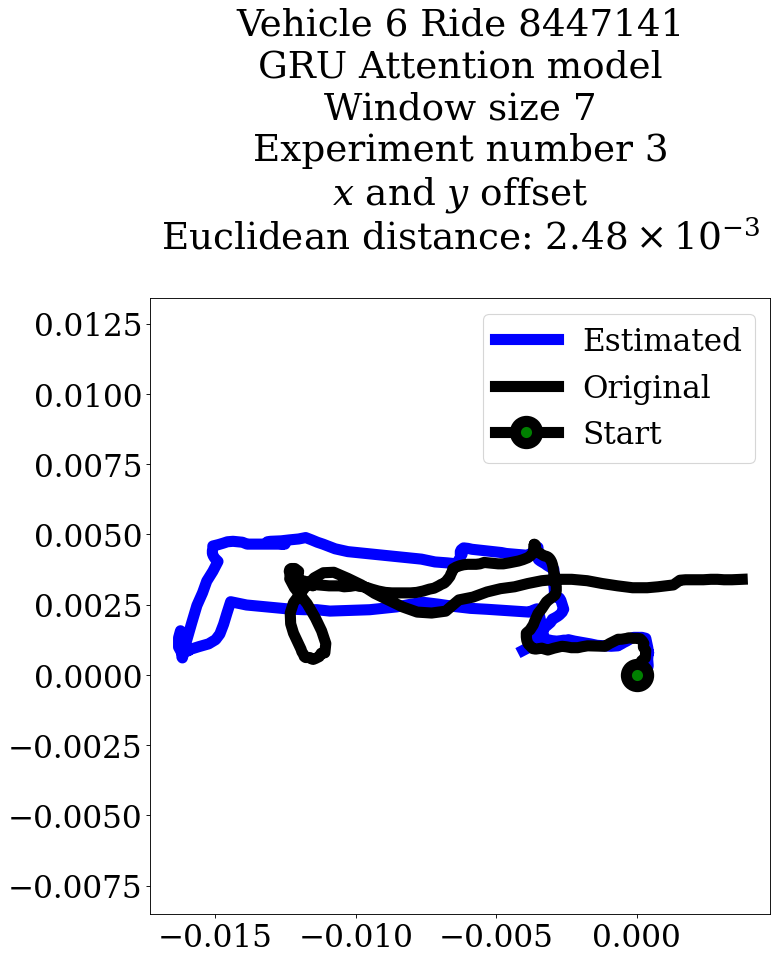 Vehicle 6 Ride 8447141
GRU Attention model
Window size 7
Experiment number 3
x and y offset
Euclidean distance: 2.48 × 10⁻³
Estimated
Original
Start
0.0125
0.0100
0.0075
0.0050
0.0025
0.0000
−0.0025
−0.0050
−0.0075
−0.015
−0.010
−0.005
0.000